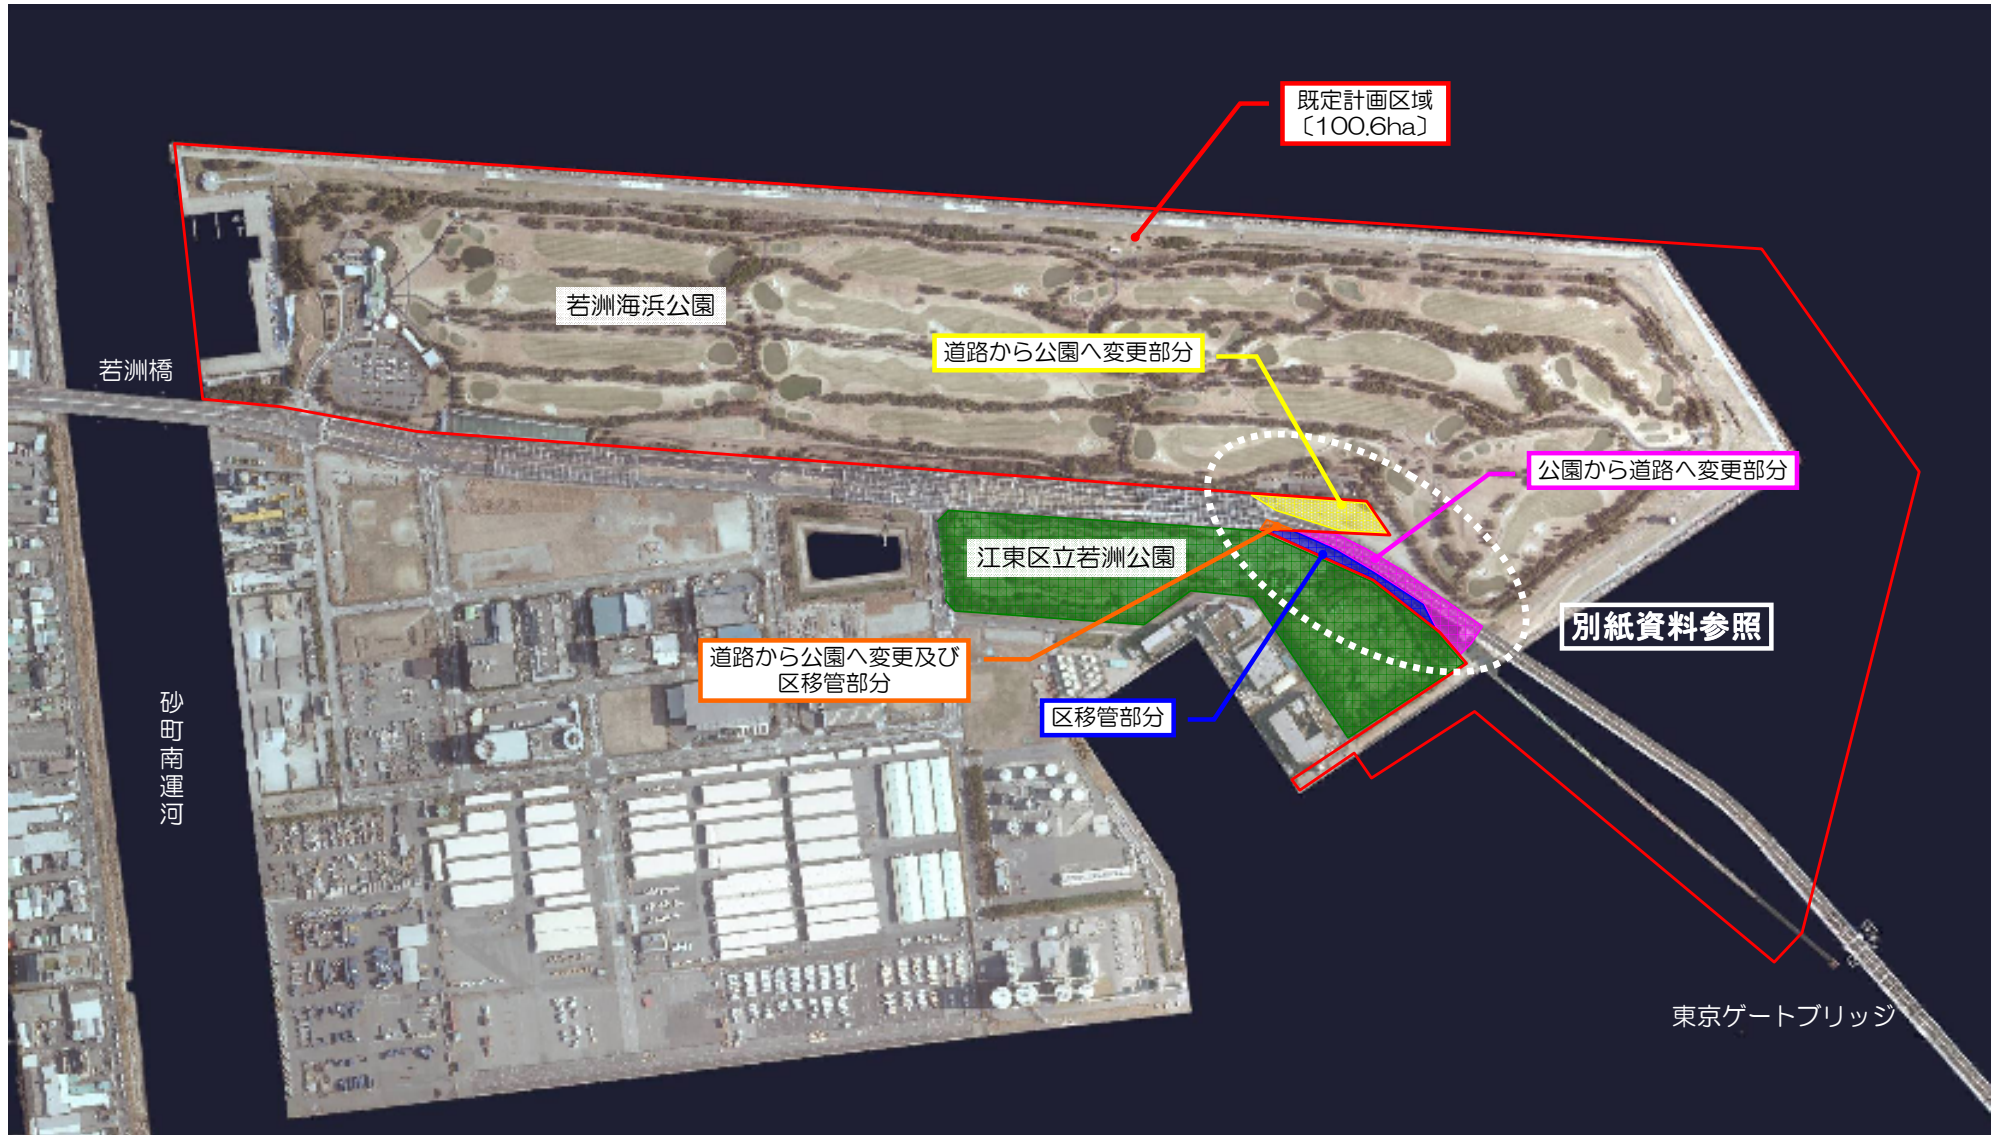 既定計画区域
〔100.6ha〕
若洲海浜公園
道路から公園へ変更部分
若洲橋
公園から道路へ変更部分
江東区立若洲公園
別紙資料参照
道路から公園へ変更及び
区移管部分
区移管部分
砂町南運河
東京ゲートブリッジ